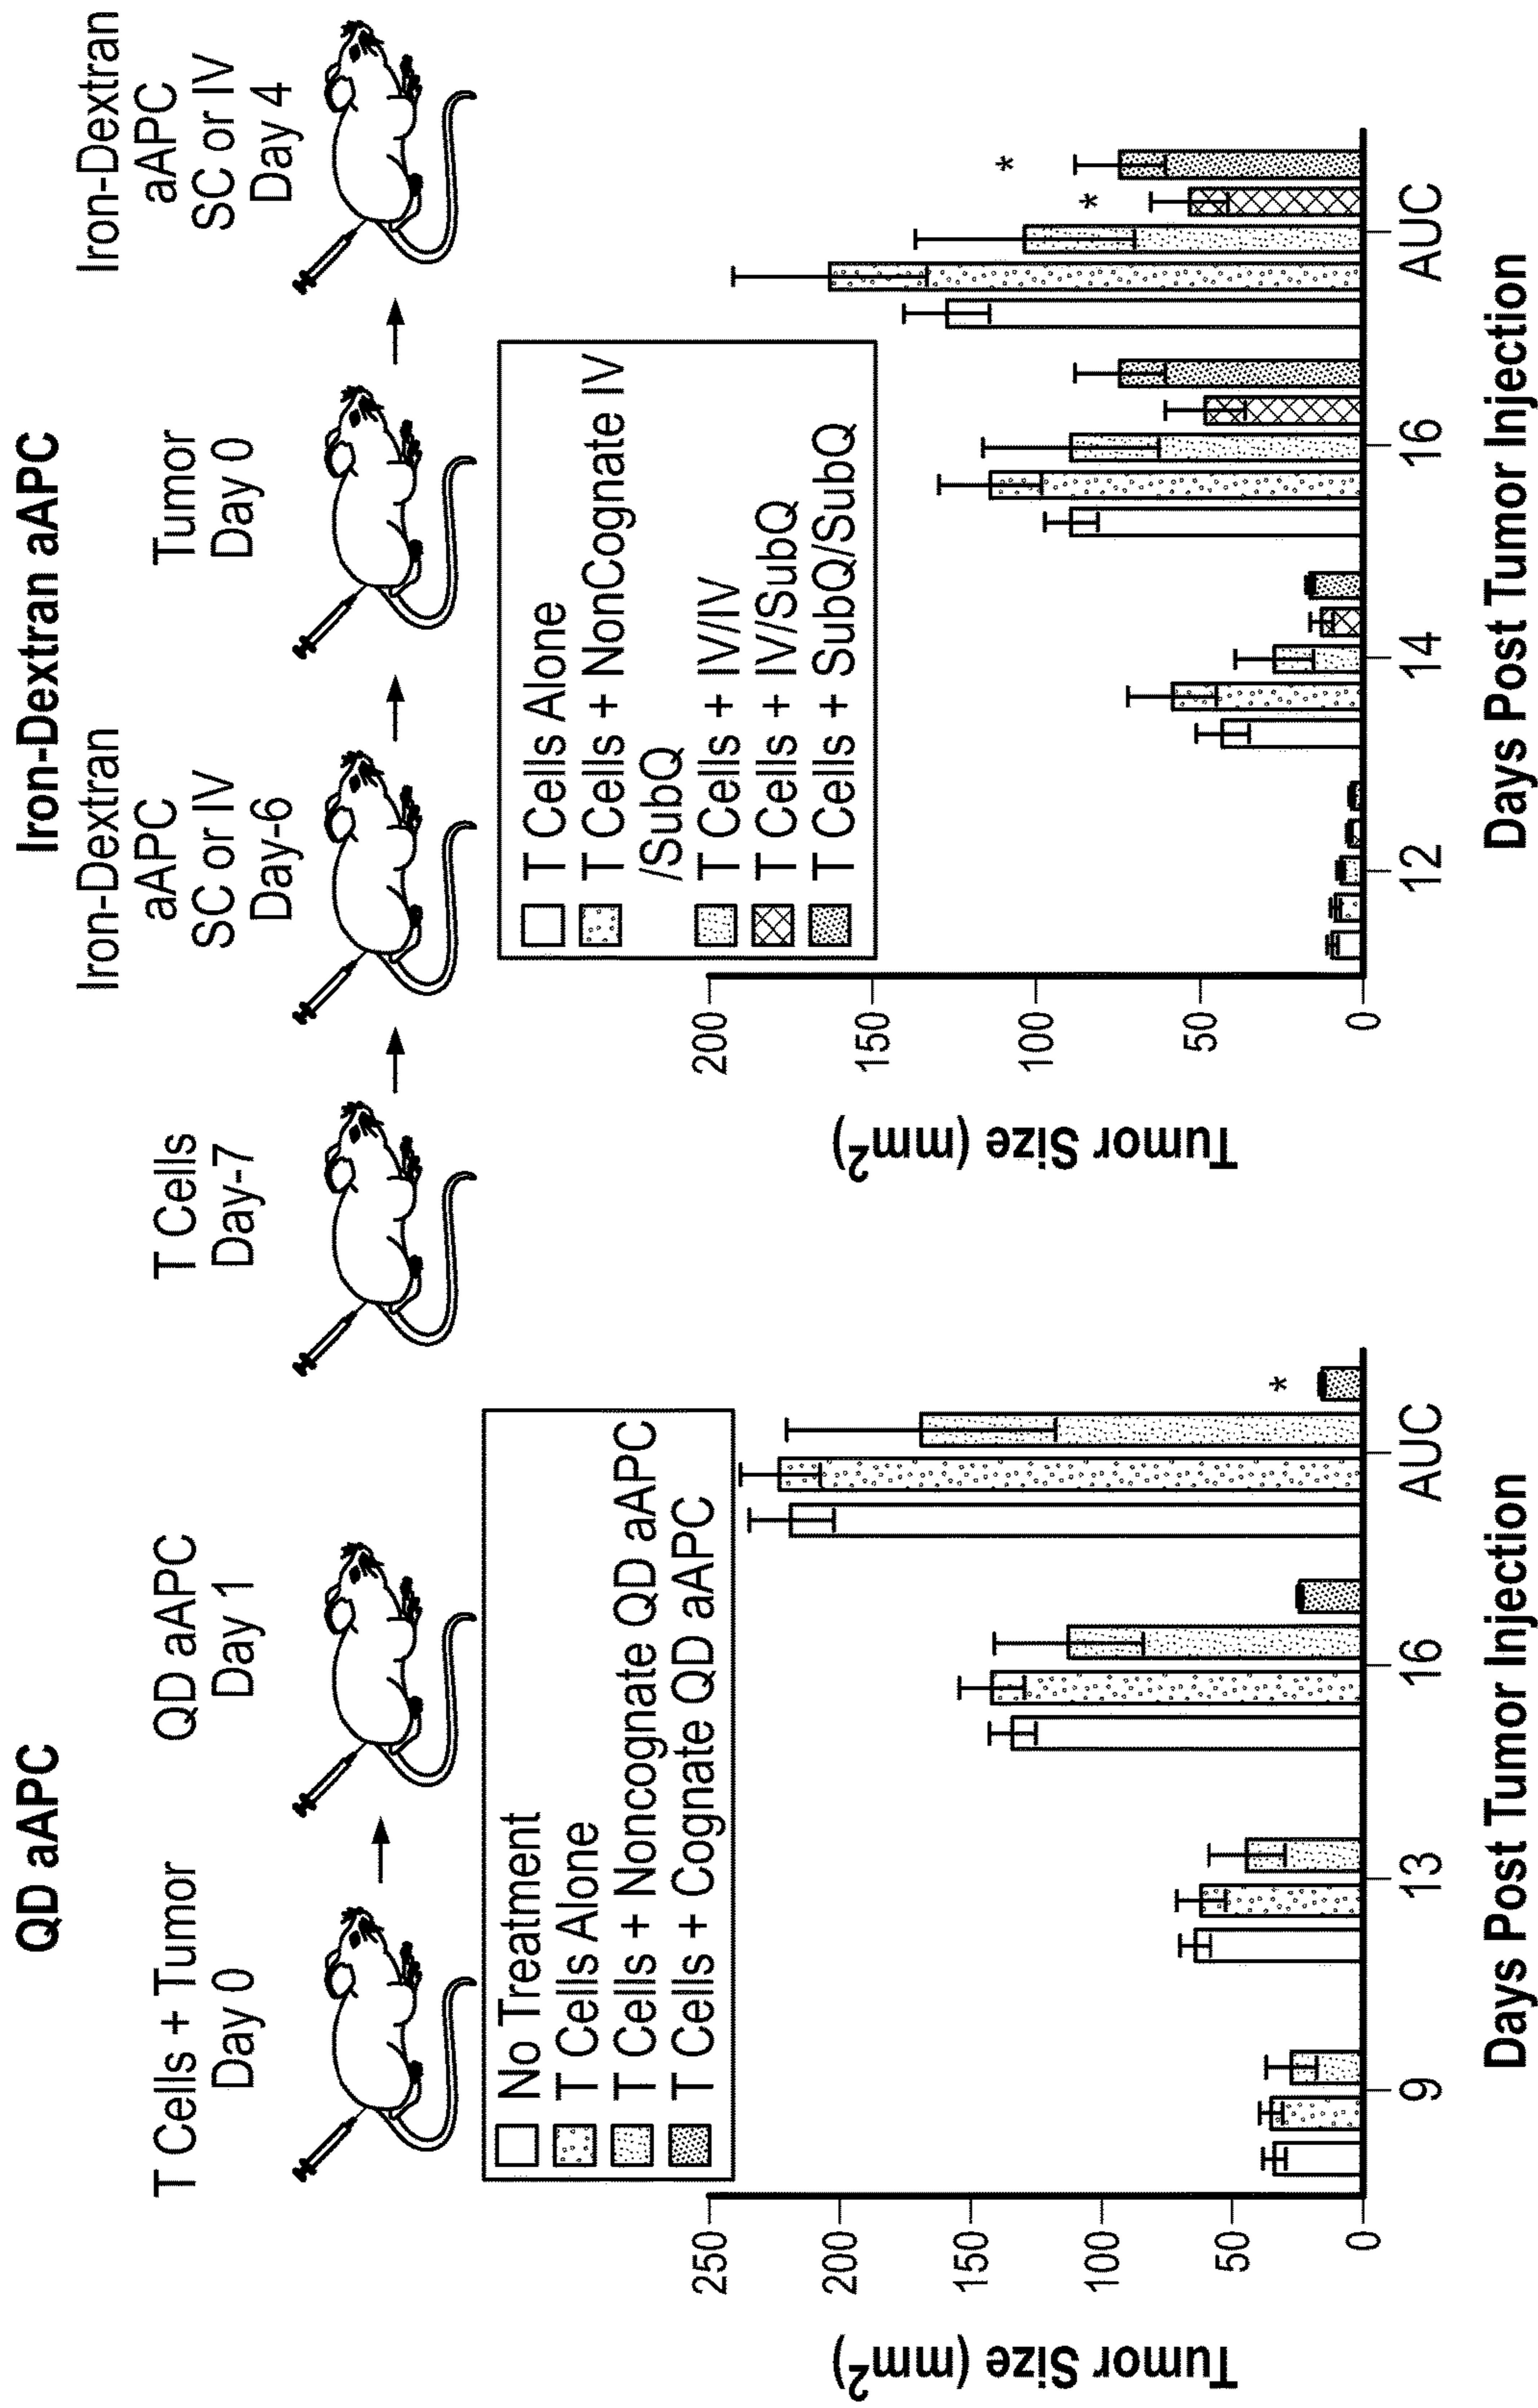 QD aAPC
T Cells + Tumor
Day 0
QD aAPC
Day 1
No Treatment
T Cells Alone
T Cells + Noncognate QD aAPC
T Cells + Cognate QD aAPC
Tumor Size (mm²)
250
200
150
100
50
0
9
13
16
AUC
*
Days Post Tumor Injection
Iron-Dextran aAPC
T Cells
Day-7
Iron-Dextran
aAPC
SC or IV
Day-6
Tumor
Day 0
Iron-Dextran
aAPC
SC or IV
Day 4
T Cells Alone
T Cells + NonCognate IV
/SubQ
T Cells + IV/IV
T Cells + IV/SubQ
T Cells + SubQ/SubQ
Tumor Size (mm²)
200
150
100
50
0
12
14
16
AUC
*
*
Days Post Tumor Injection